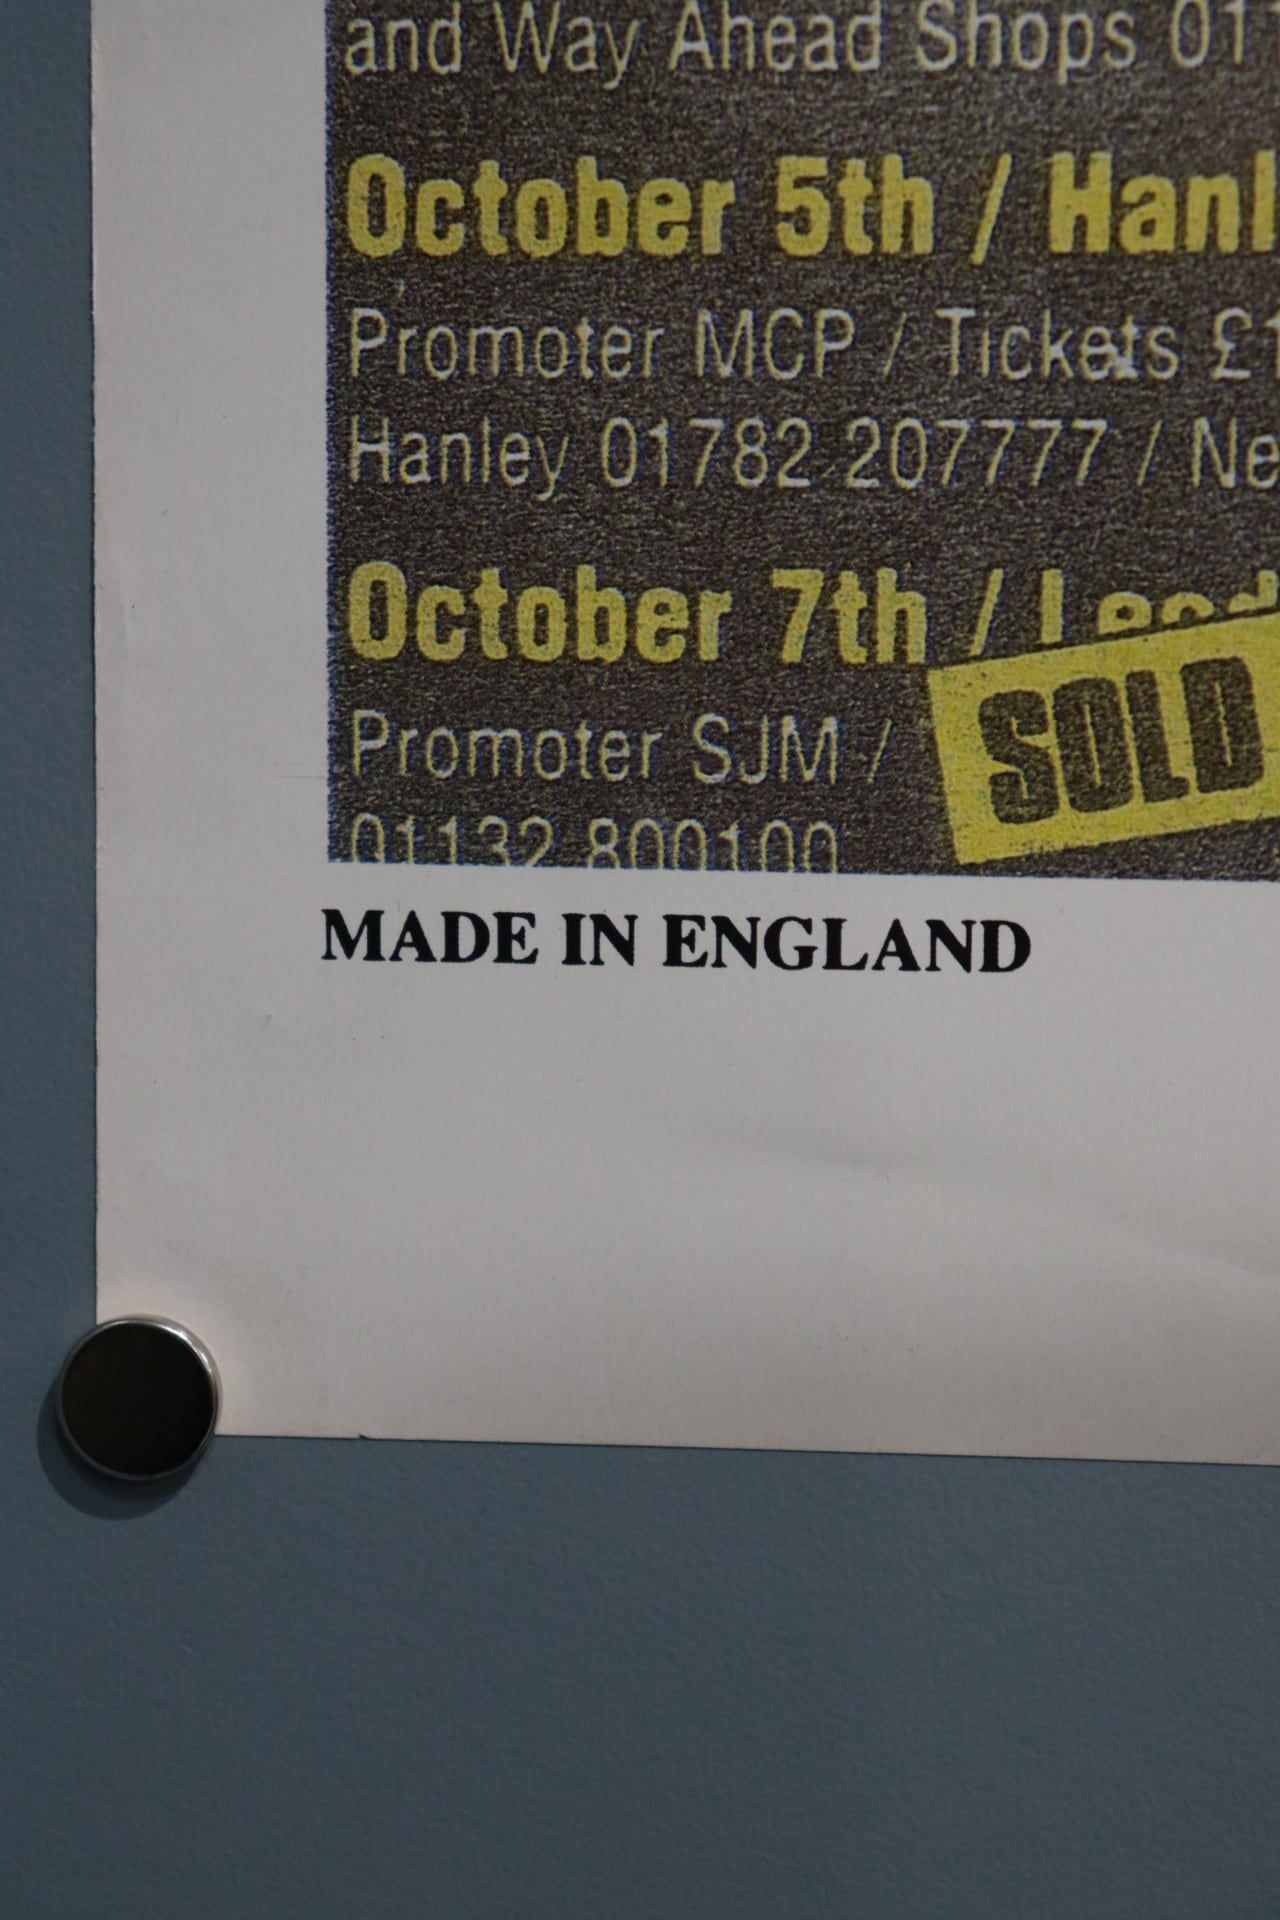 and Way Ahead Shops 01
October 5th / Hanl
Promoter MCP / Tickets £1
Hanley 01782 207777 / Ne
October 7th / Leed
Promoter SJM /
SOLD
01132 800100
MADE IN ENGLAND